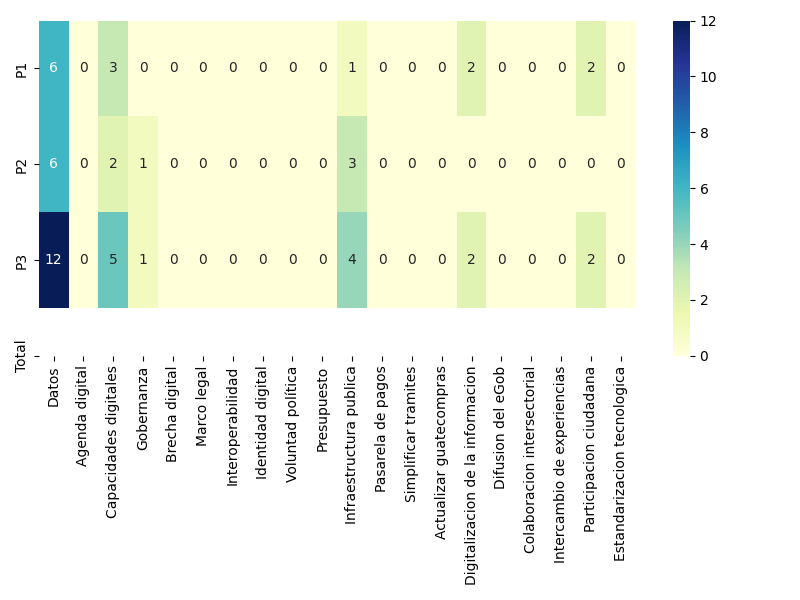 P1
6 0 3 0 0 0 0 0 0 0 1 0 0 0 2 0 0 0 2 0
P2
6 0 2 1 0 0 0 0 0 0 3 0 0 0 0 0 0 0 0 0
P3
12 0 5 1 0 0 0 0 0 0 4 0 0 0 2 0 0 0 2 0
Total
Datos
Agenda digital
Capacidades digitales
Gobernanza
Brecha digital
Marco legal
Interoperabilidad
Identidad digital
Voluntad politica
Presupuesto
Infraestructura publica
Pasarela de pagos
Simplificar tramites
Actualizar guatecompras
Digitalizacion de la informacion
Difusion del eGob
Colaboracion intersectorial
Intercambio de experiencias
Participacion ciudadana
Estandarizacion tecnologica
12
10
8
6
4
2
0